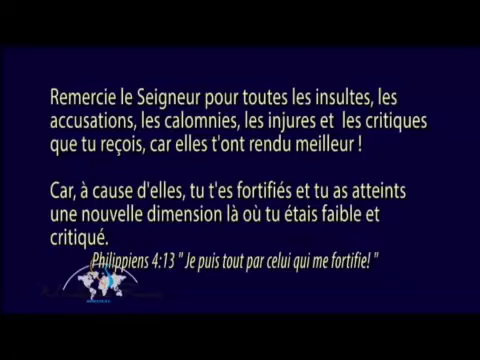 Remercie le Seigneur pour toutes les insultes, les
accusations, les calomnies, les injures et les critiques
que tu reçois, car elles t'ont rendu meilleur !
Car, à cause d'elles, tu t'es fortifiés et tu as atteints
une nouvelle dimension là où tu étais faible et
critiqué.
Philippiens 4:13 " Je puis tout par celui qui me fortifie! "